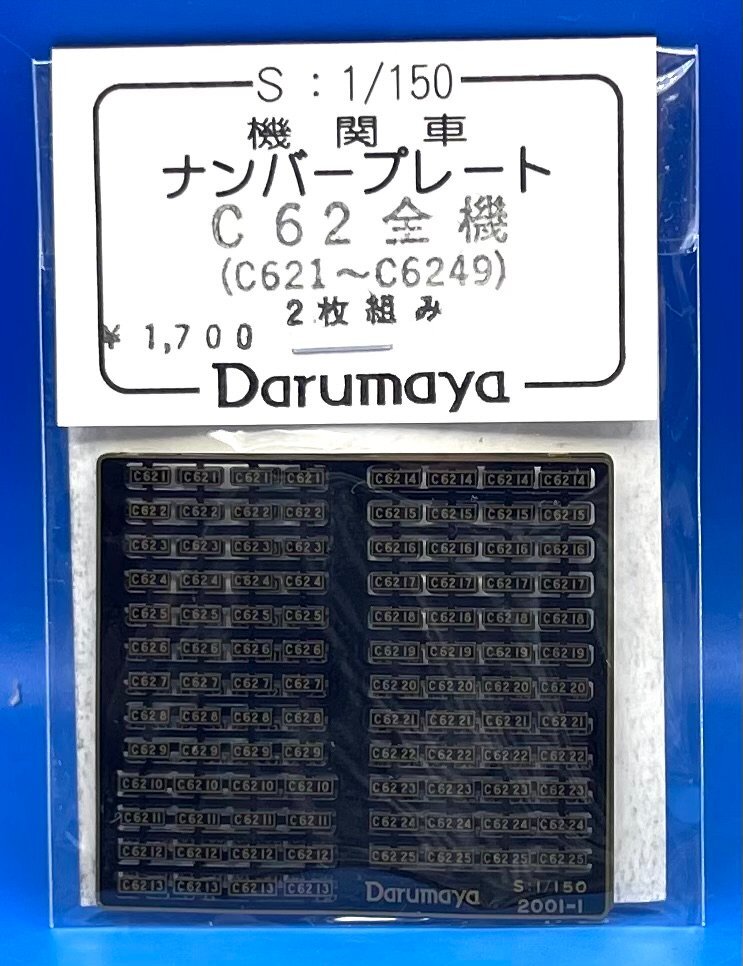 S : 1/150
機関車
ナンバープレート
C62全機
(C621～C6249)
2枚組み
¥1,700
Darumaya
C621 C621 C621 C621 C6214 C6214 C6214 C6214
C622 C622 C622 C622 C6215 C6215 C6215 C6215
C623 C623 C623 C623 C6216 C6216 C6216 C6216
C624 C624 C624 C624 C6217 C6217 C6217 C6217
C625 C625 C625 C625 C6218 C6218 C6218 C6218
C626 C626 C626 C626 C6219 C6219 C6219 C6219
C627 C627 C627 C627 C6220 C6220 C6220 C6220
C628 C628 C628 C628 C6221 C6221 C6221 C6221
C629 C629 C629 C629 C6222 C6222 C6222 C6222
C6210 C6210 C6210 C6210 C6223 C6223 C6223 C6223
C6211 C6211 C6211 C6211 C6224 C6224 C6224 C6224
C6212 C6212 C6212 C6212 C6225 C6225 C6225 C6225
C6213 C6213 C6213 C6213
Darumaya
S:1/150
2001-1